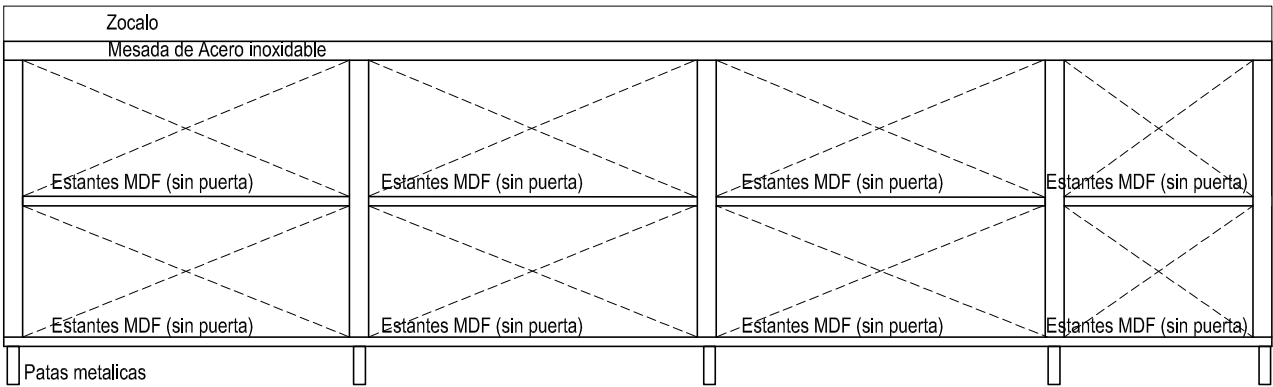 Zocalo
Mesada de Acero inoxidable
Estantes MDF (sin puerta)
Estantes MDF (sin puerta)
Estantes MDF (sin puerta)
Estantes MDF (sin puerta)
Estantes MDF (sin puerta)
Estantes MDF (sin puerta)
Estantes MDF (sin puerta)
Estantes MDF (sin puerta)
Patas metalicas